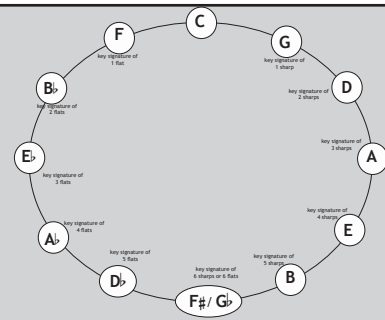 C
F
G
key signature of
1 flat
key signature of
1 sharp
B♭
key signature of
2 flats
D
key signature of
2 sharps
E♭
key signature of
3 flats
A
key signature of
3 sharps
A♭
key signature of
4 flats
E
key signature of
4 sharps
D♭
key signature of
5 flats
B
key signature of
5 sharps
key signature of
6 sharps or 6 flats
F♯/ G♭